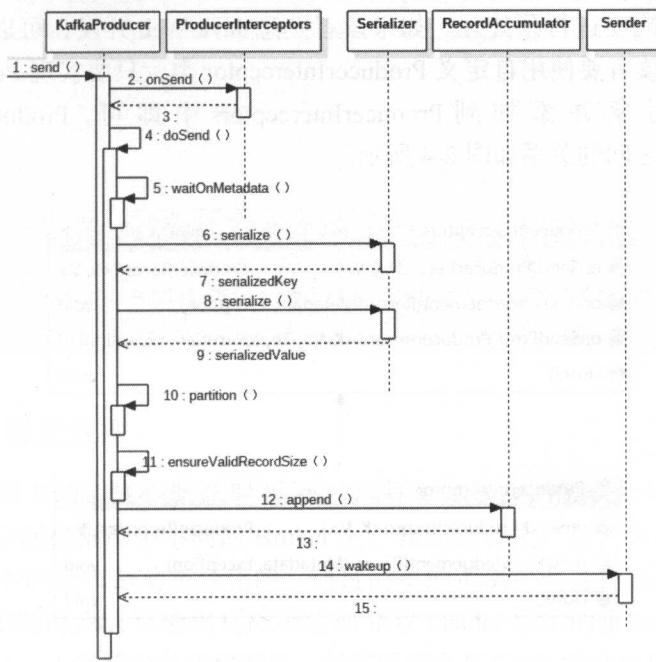 KafkaProducer ProducerInterceptors Serializer RecordAccumulator Sender
1 : send ( )
2 : onSend ( )
3 :
4 : doSend ( )
5 : waitOnMetadata ( )
6 : serialize ( )
7 : serializedKey
8 : serialize ( )
9 : serializedValue
10 : partition ( )
11 : ensureValidRecordSize ( )
12 : append ( )
13 :
14 : wakeup ( )
15 :